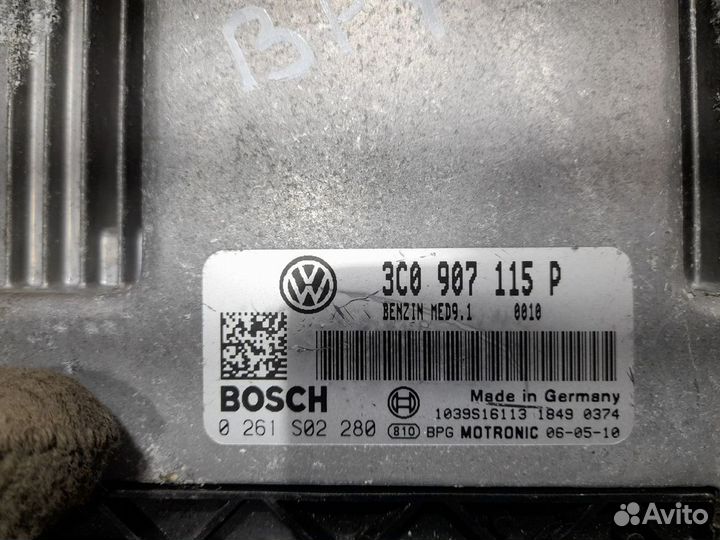 3C0 907 115 P
BENZIN MED9.1 0010
BOSCH
Made in Germany
1039S16113 1849 0374
0 261 S02 280 810 BPG MOTRONIC 06-05-10
Avito